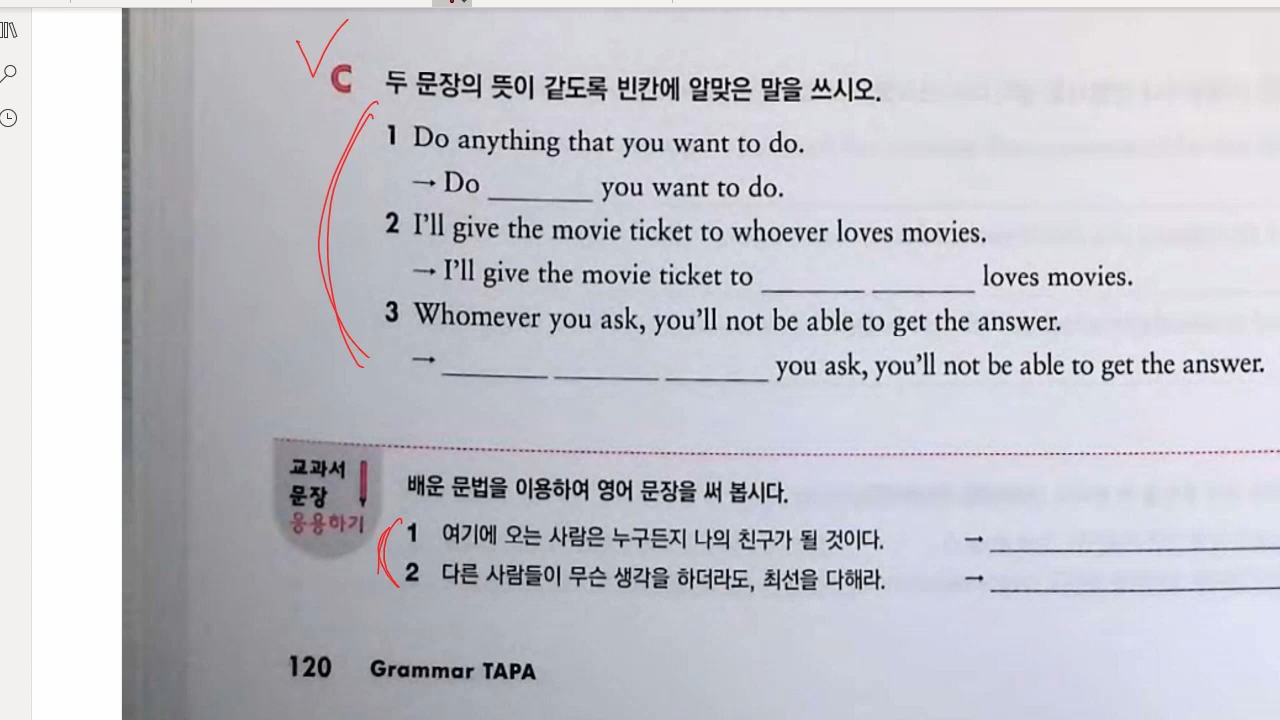 C 두 문장의 뜻이 같도록 빈칸에 알맞은 말을 쓰시오.
1 Do anything that you want to do.
→ Do ________ you want to do.
2 I'll give the movie ticket to whoever loves movies.
→ I'll give the movie ticket to ________ ________ loves movies.
3 Whomever you ask, you'll not be able to get the answer.
→ ________ ________ ________ you ask, you'll not be able to get the answer.
교과서
문장
응용하기
배운 문법을 이용하여 영어 문장을 써 봅시다.
1 여기에 오는 사람은 누구든지 나의 친구가 될 것이다. →
2 다른 사람들이 무슨 생각을 하더라도, 최선을 다해라. →
120 Grammar TAPA